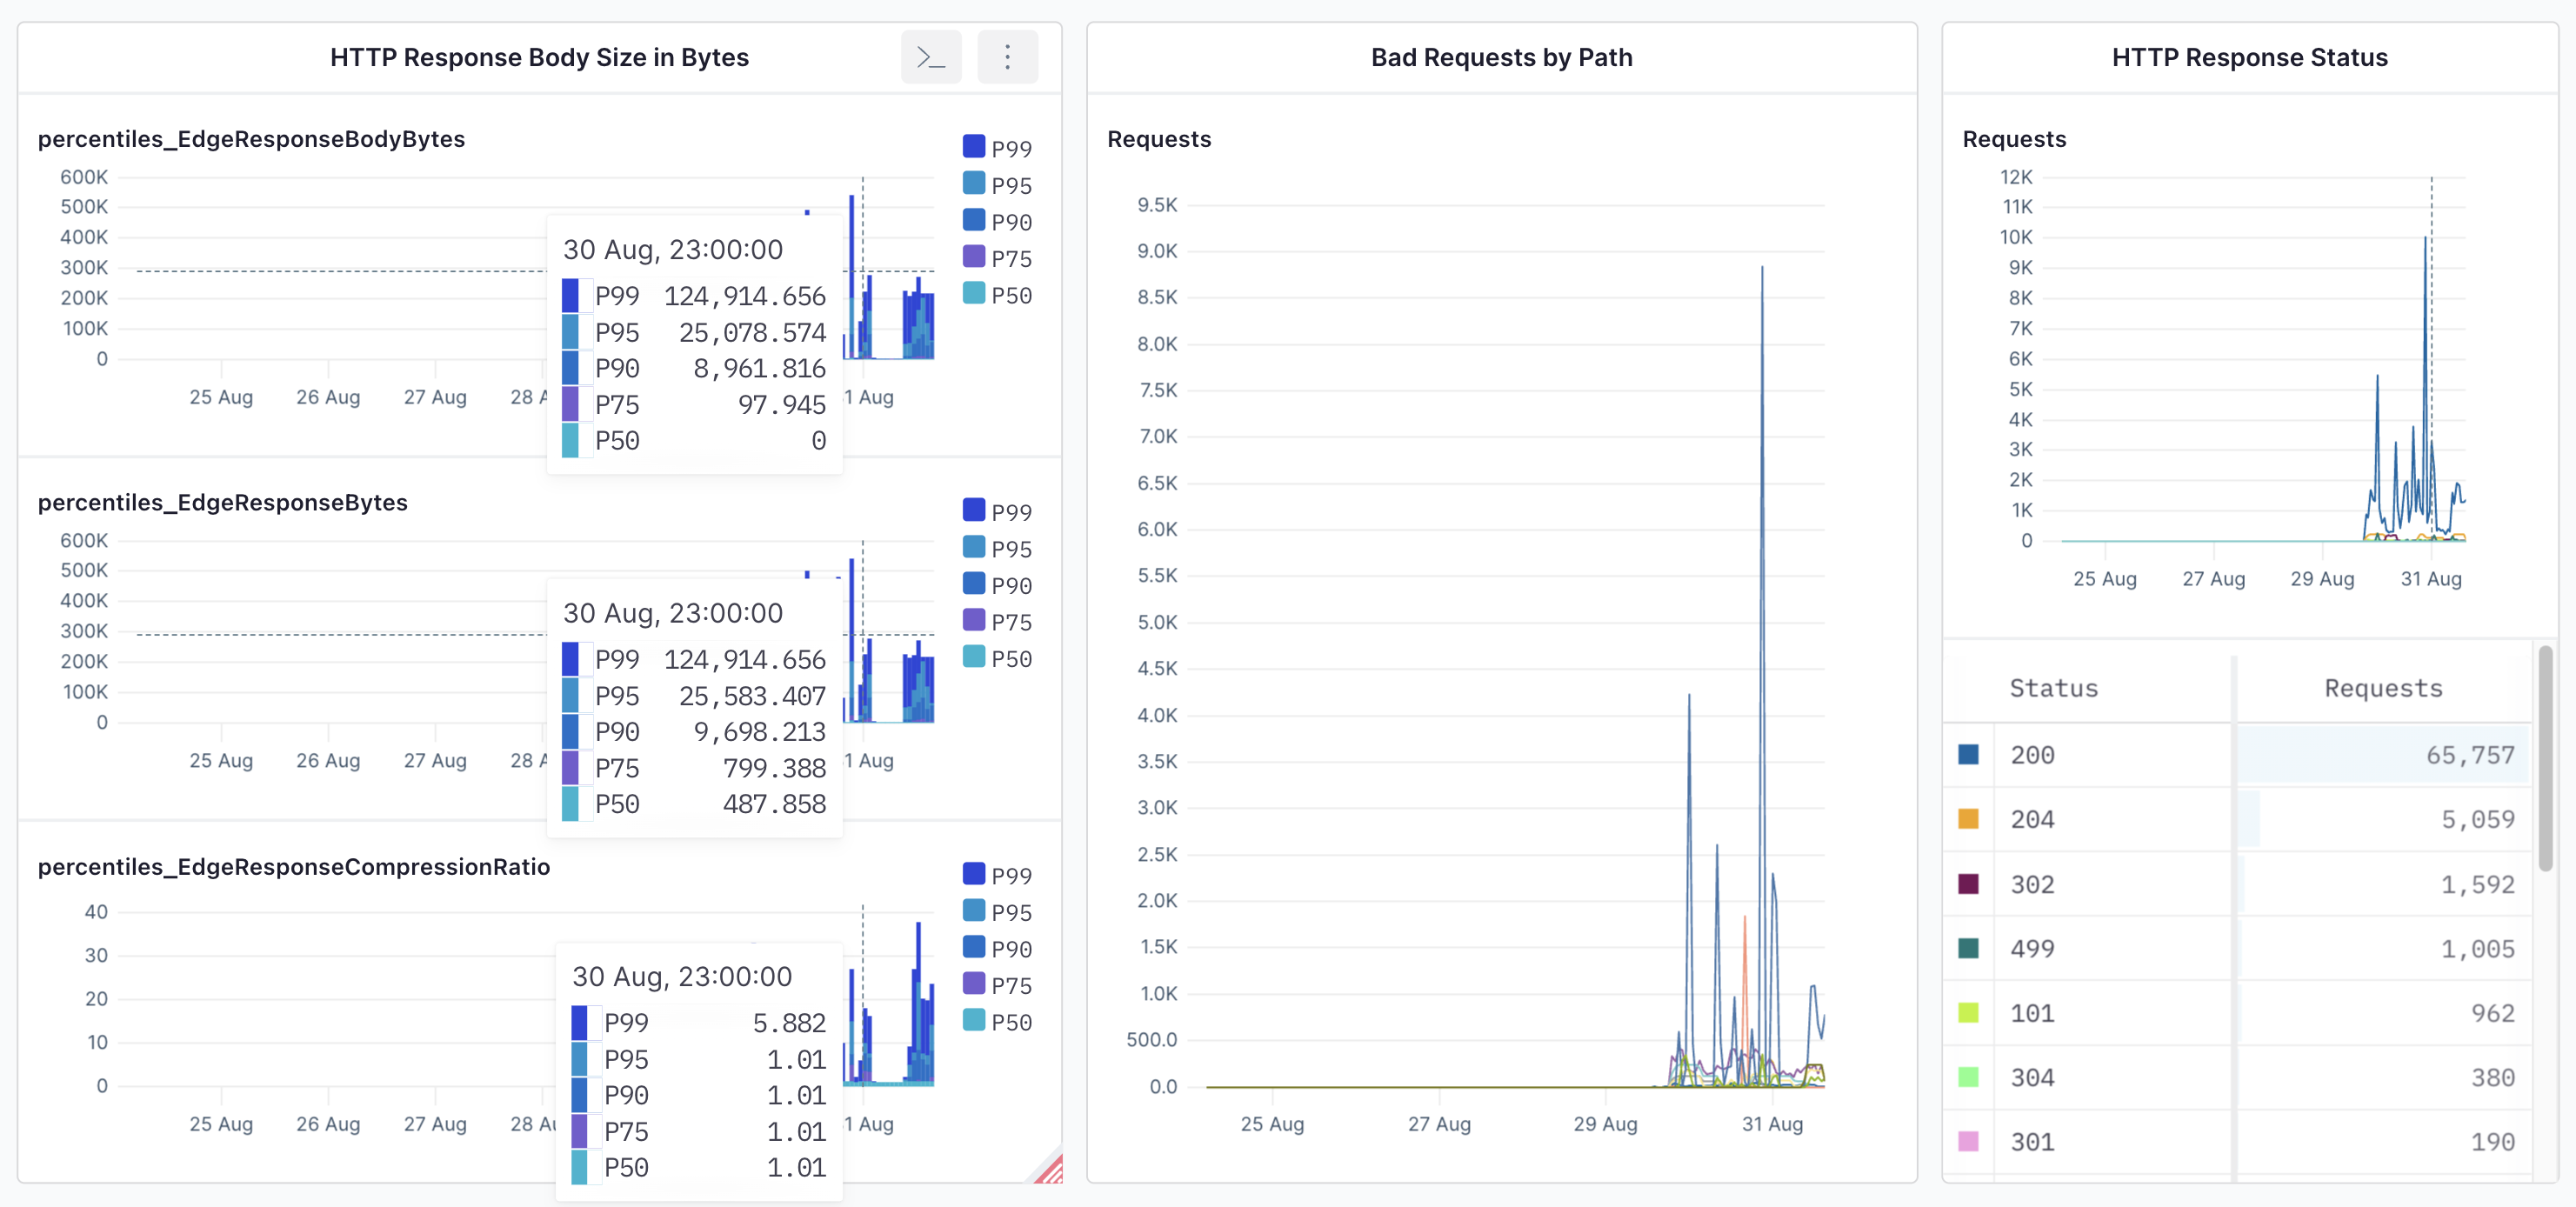 HTTP Response Body Size in Bytes
percentiles_EdgeResponseBodyBytes
600K
500K
400K
300K
200K
100K
0
25 Aug
26 Aug
27 Aug
28 A
1 Aug
P99
P95
P90
P75
P50
30 Aug, 23:00:00
P99 124,914.656
P95 25,078.574
P90 8,961.816
P75 97.945
P50 0
percentiles_EdgeResponseBytes
600K
500K
400K
300K
200K
100K
0
25 Aug
26 Aug
27 Aug
28 A
1 Aug
P99
P95
P90
P75
P50
30 Aug, 23:00:00
P99 124,914.656
P95 25,583.407
P90 9,698.213
P75 799.388
P50 487.858
percentiles_EdgeResponseCompressionRatio
40
30
20
10
0
25 Aug
26 Aug
27 Aug
28 Au
1 Aug
P99
P95
P90
P75
P50
30 Aug, 23:00:00
P99 5.882
P95 1.01
P90 1.01
P75 1.01
P50 1.01
Bad Requests by Path
Requests
9.5K
9.0K
8.5K
8.0K
7.5K
7.0K
6.5K
6.0K
5.5K
5.0K
4.5K
4.0K
3.5K
3.0K
2.5K
2.0K
1.5K
1.0K
500.0
0.0
25 Aug
27 Aug
29 Aug
31 Aug
HTTP Response Status
Requests
12K
11K
10K
9K
8K
7K
6K
5K
4K
3K
2K
1K
0
25 Aug
27 Aug
29 Aug
31 Aug
Status Requests
200 65,757
204 5,059
302 1,592
499 1,005
101 962
304 380
301 190